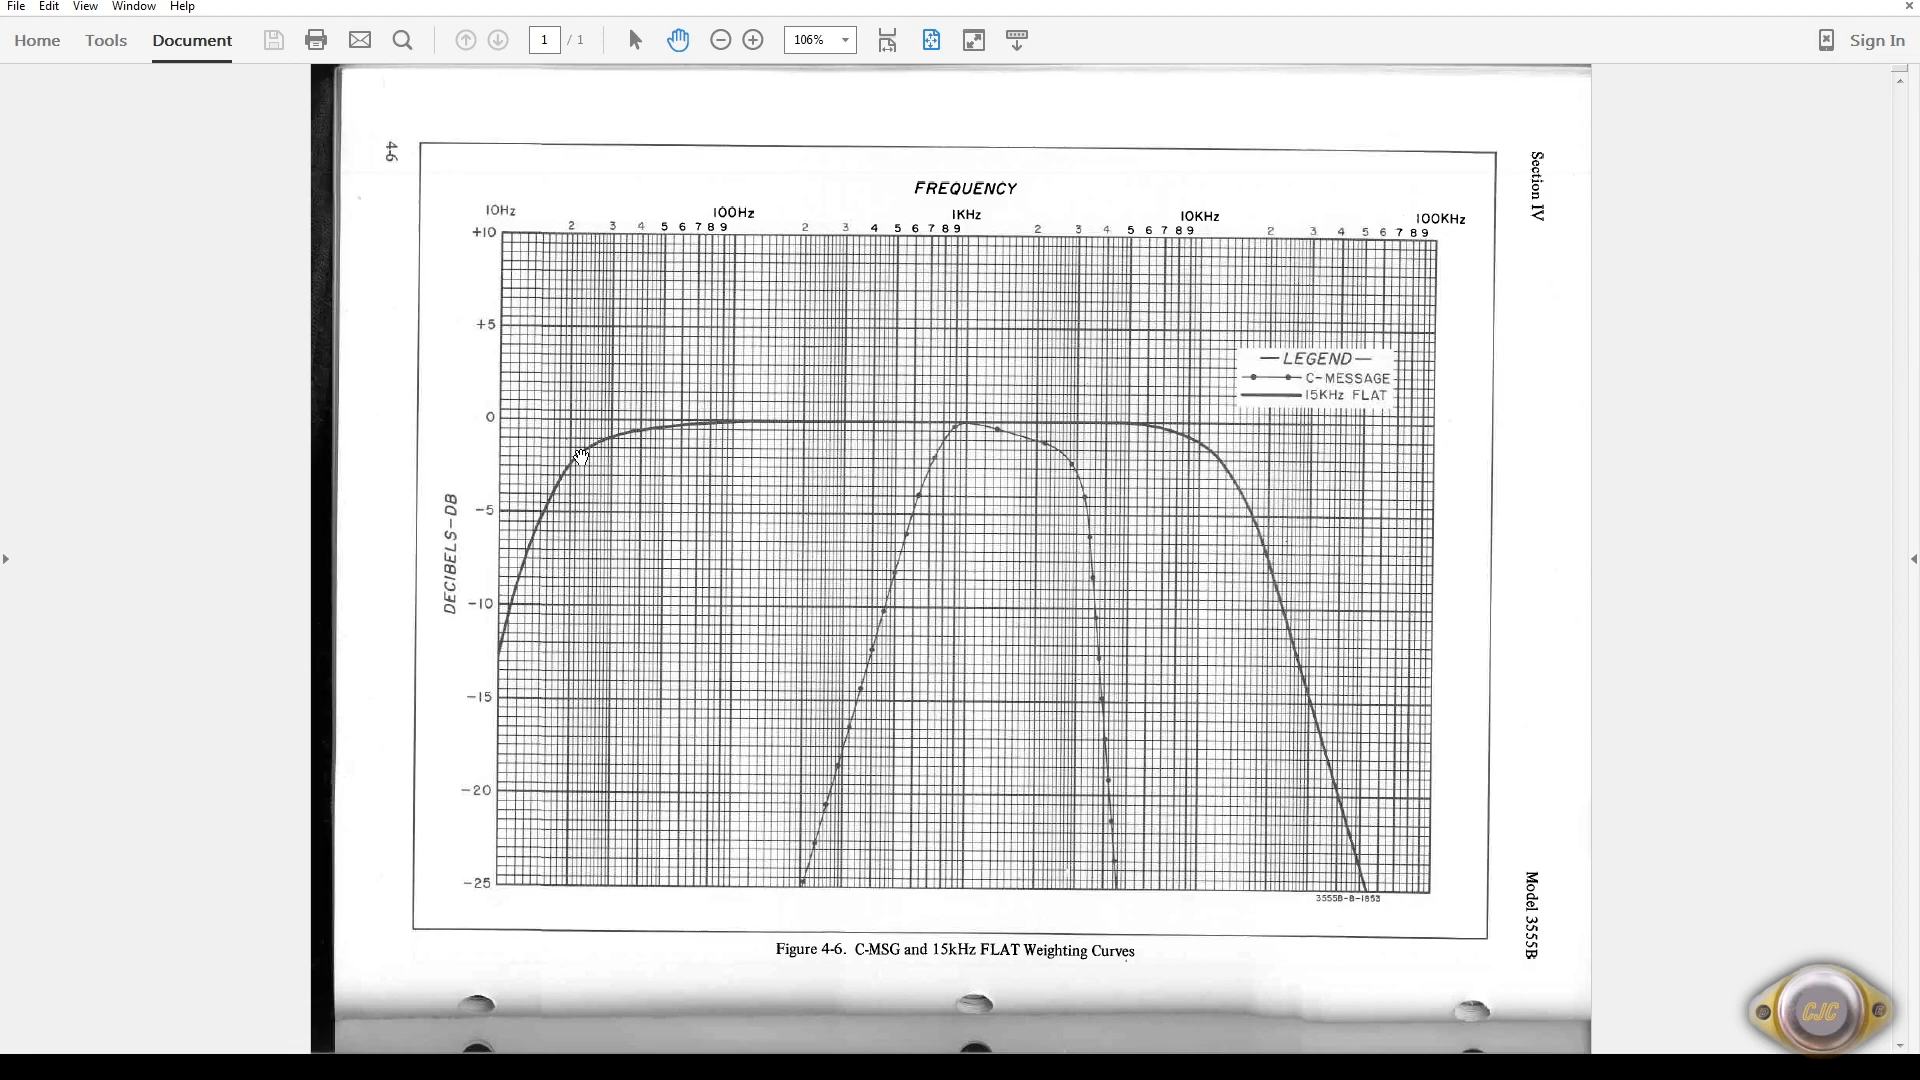 File Edit View Window Help
Home Tools Document 1 / 1 106% Sign In
4-6
Section IV
FREQUENCY
10Hz 100Hz 1KHz 10KHz 100KHz
2 3 4 5 6 7 8 9 2 3 4 5 6 7 8 9 2 3 4 5 6 7 8 9 2 3 4 5 6 7 8 9
+10
+5
— LEGEND —
C-MESSAGE
15KHz FLAT
0
-5
DECIBELS-DB
-10
-15
-20
-25
3555B-B-1853
Model 3555B
Figure 4-6. C-MSG and 15kHz FLAT Weighting Curves
CJC